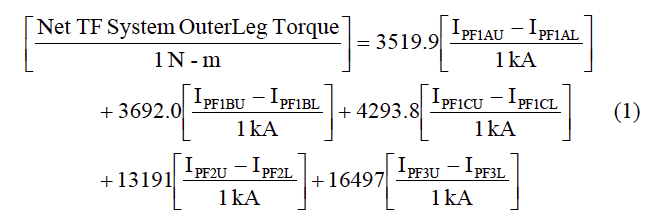 [Net TF System OuterLeg Torque / 1 N - m] = 3519.9 [I_PF1AU − I_PF1AL / 1 kA]
+ 3692.0 [I_PF1BU − I_PF1BL / 1 kA] + 4293.8 [I_PF1CU − I_PF1CL / 1 kA] (1)
+13191 [I_PF2U − I_PF2L / 1 kA] +16497 [I_PF3U − I_PF3L / 1 kA]